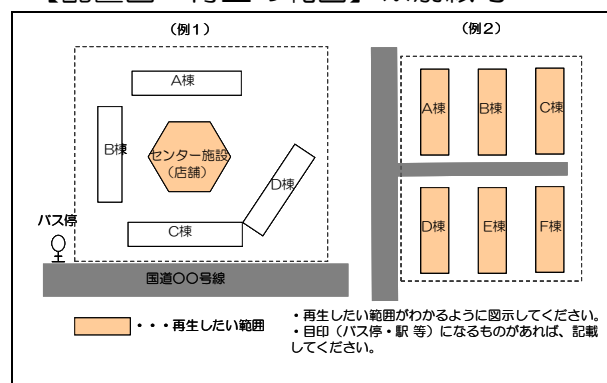 （例1）
（例2）
A棟
B棟
センター施設
（店舗）
D棟
C棟
バス停
国道〇〇号線
A棟
B棟
C棟
D棟
E棟
F棟
・・・再生したい範囲
・再生したい範囲がわかるように図示してください。
・目印（バス停・駅 等）になるものがあれば、記載
してください。